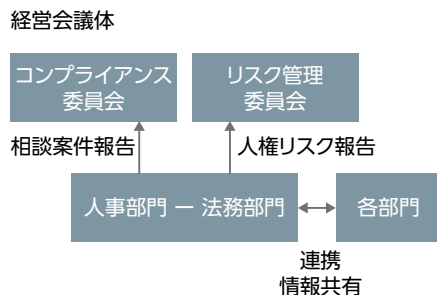 経営会議体
コンプライアンス
委員会
リスク管理
委員会
相談案件報告
人権リスク報告
人事部門 ー 法務部門
各部門
連携
情報共有